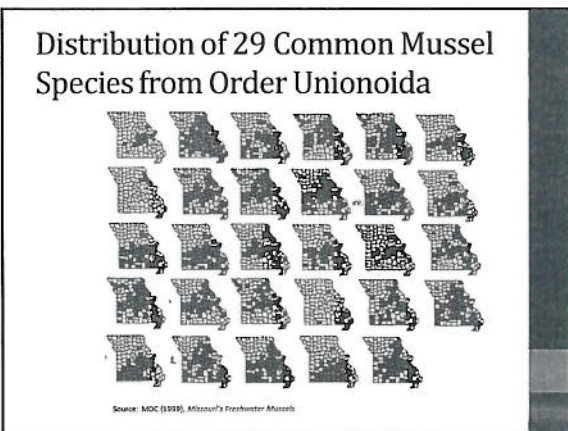 Distribution of 29 Common Mussel
Species from Order Unionoida
Source: MDC (1999), Missouri's Freshwater Mussels